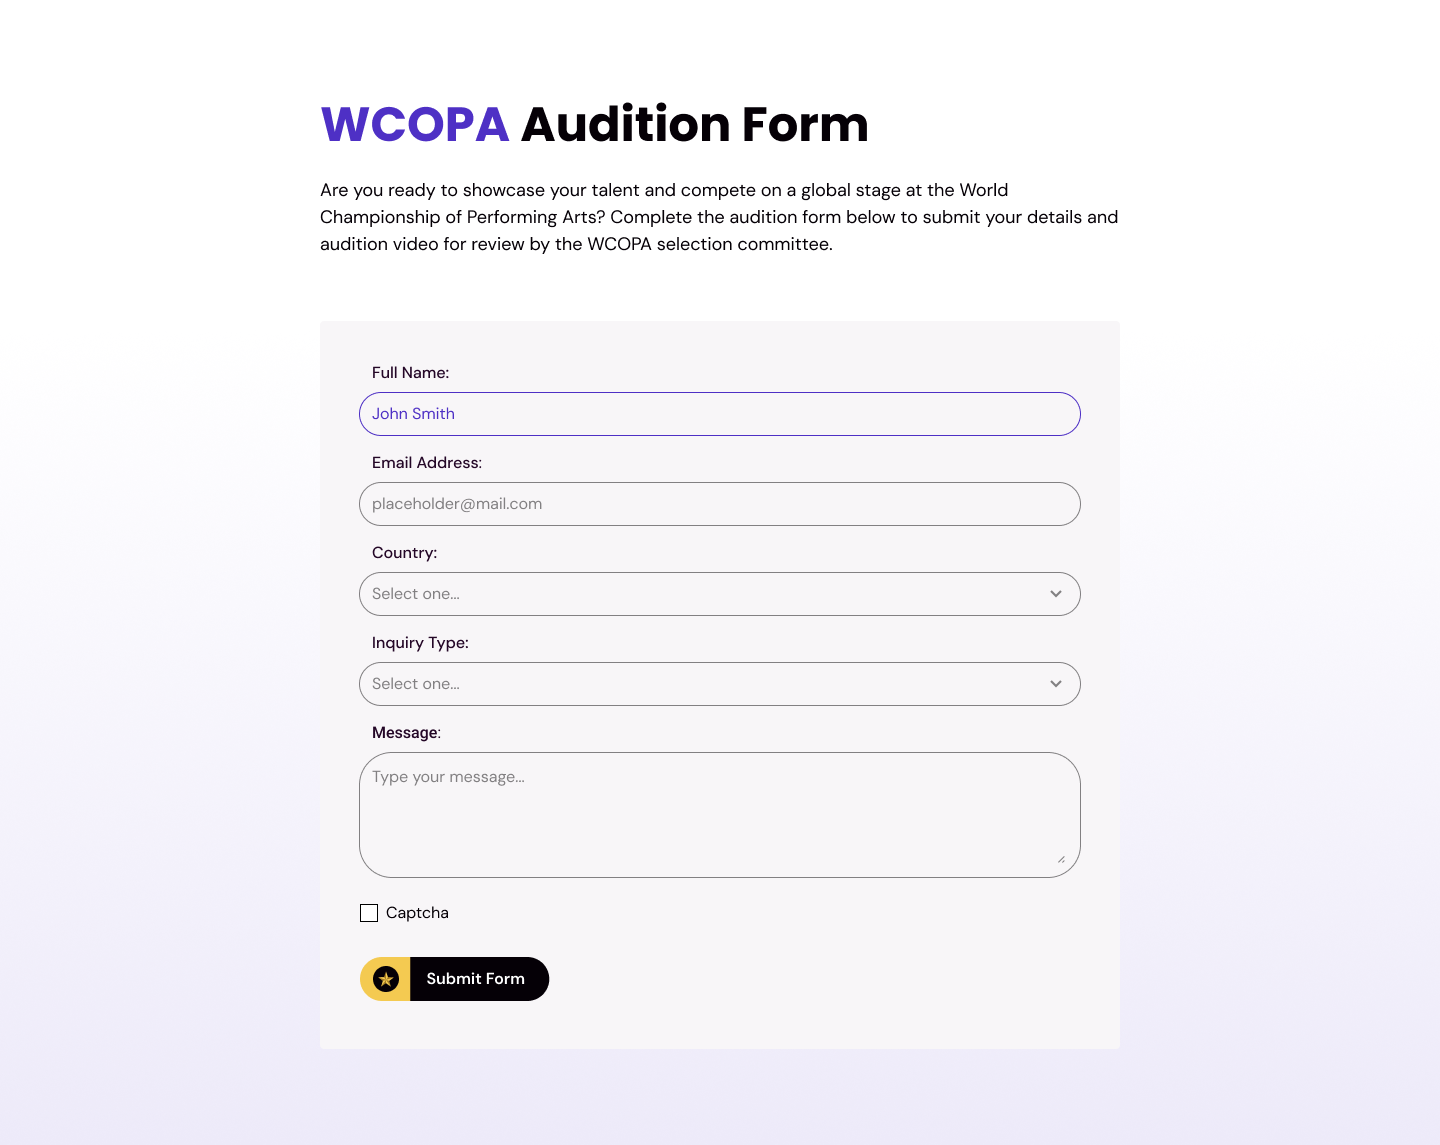 WCOPA Audition Form
Are you ready to showcase your talent and compete on a global stage at the World
Championship of Performing Arts? Complete the audition form below to submit your details and
audition video for review by the WCOPA selection committee.
Full Name:
John Smith
Email Address:
placeholder@mail.com
Country:
Select one...
Inquiry Type:
Select one...
Message:
Type your message...
Captcha
Submit Form